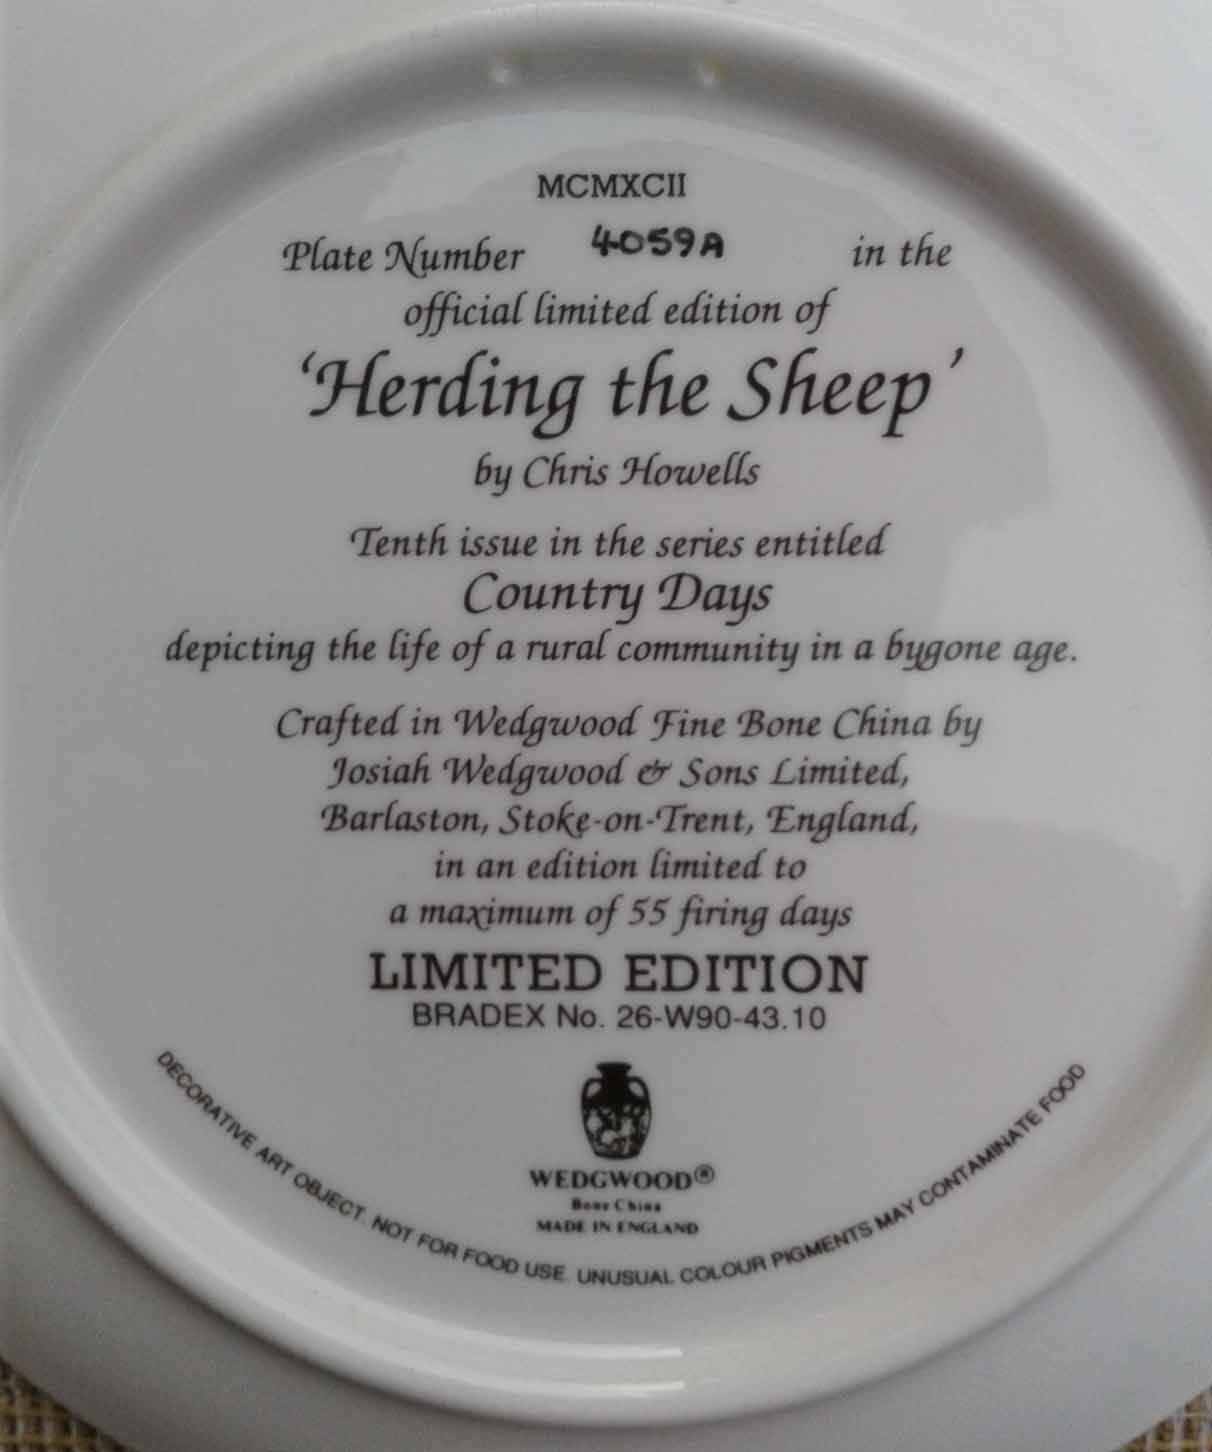 MCMXCII
Plate Number 4059A in the
official limited edition of
‘Herding the Sheep’
by Chris Howells
Tenth issue in the series entitled
Country Days
depicting the life of a rural community in a bygone age.
Crafted in Wedgwood Fine Bone China by
Josiah Wedgwood & Sons Limited,
Barlaston, Stoke-on-Trent, England,
in an edition limited to
a maximum of 55 firing days
LIMITED EDITION
BRADEX No. 26-W90-43.10
WEDGWOOD®
Bone China
MADE IN ENGLAND
DECORATIVE ART OBJECT. NOT FOR FOOD USE. UNUSUAL COLOUR PIGMENTS MAY CONTAMINATE FOOD